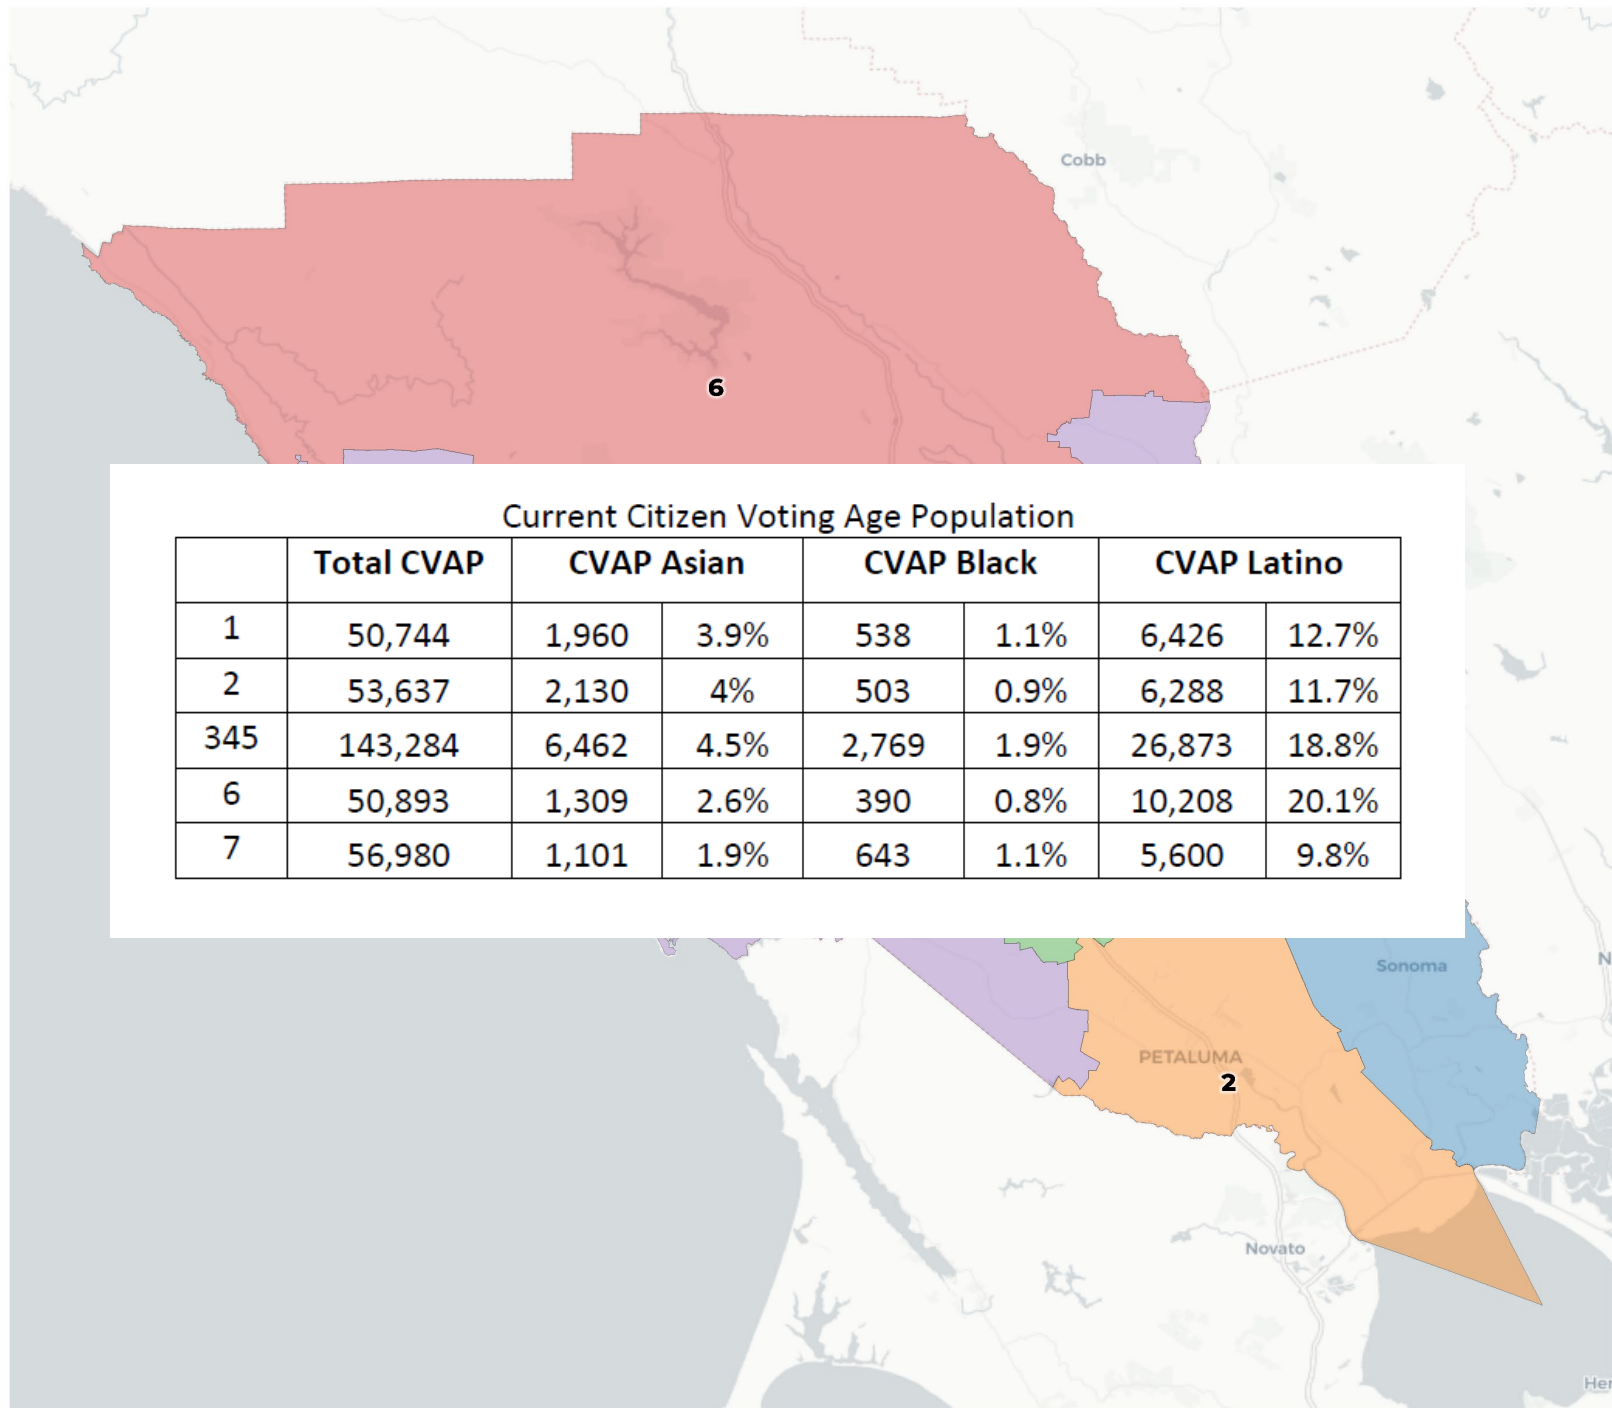 Cobb
6
Current Citizen Voting Age Population
Total CVAP CVAP Asian CVAP Black CVAP Latino
1 50,744 1,960 3.9% 538 1.1% 6,426 12.7%
2 53,637 2,130 4% 503 0.9% 6,288 11.7%
345 143,284 6,462 4.5% 2,769 1.9% 26,873 18.8%
6 50,893 1,309 2.6% 390 0.8% 10,208 20.1%
7 56,980 1,101 1.9% 643 1.1% 5,600 9.8%
Sonoma
PETALUMA
2
Novato